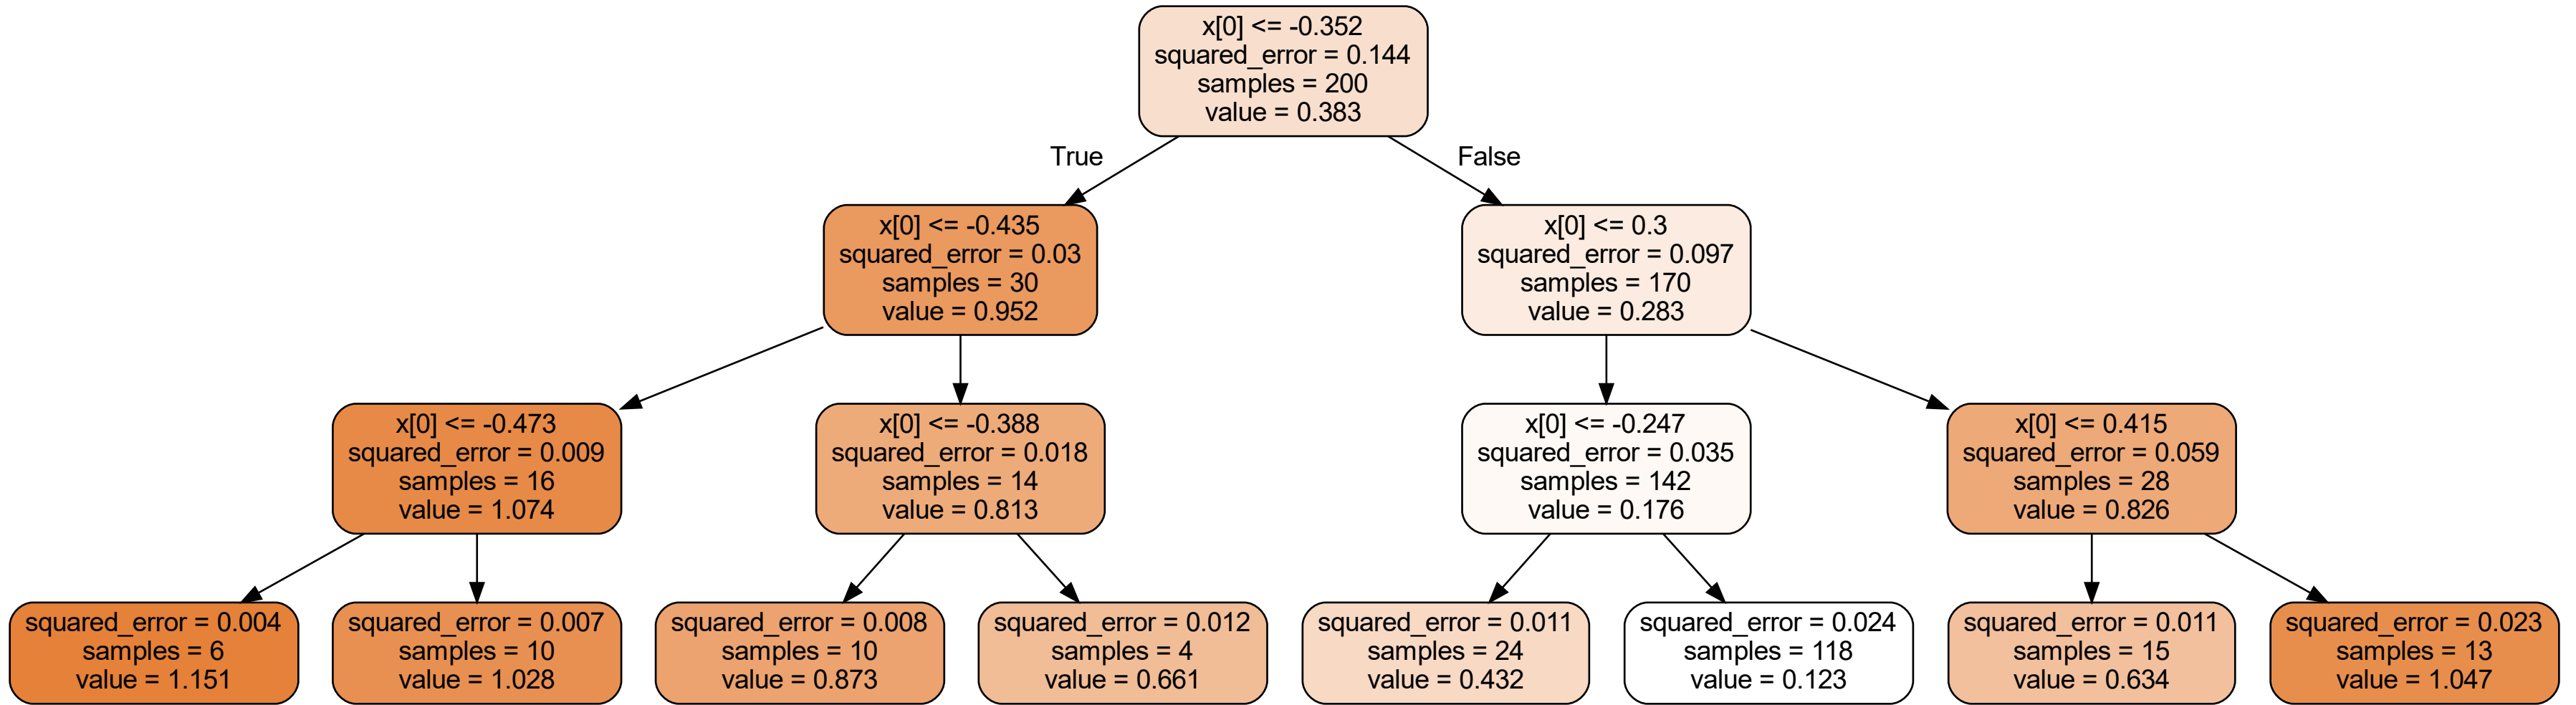 x[0] <= -0.352
squared_error = 0.144
samples = 200
value = 0.383
True
False
x[0] <= -0.435
squared_error = 0.03
samples = 30
value = 0.952
x[0] <= 0.3
squared_error = 0.097
samples = 170
value = 0.283
x[0] <= -0.473
squared_error = 0.009
samples = 16
value = 1.074
x[0] <= -0.388
squared_error = 0.018
samples = 14
value = 0.813
x[0] <= -0.247
squared_error = 0.035
samples = 142
value = 0.176
x[0] <= 0.415
squared_error = 0.059
samples = 28
value = 0.826
squared_error = 0.004
samples = 6
value = 1.151
squared_error = 0.007
samples = 10
value = 1.028
squared_error = 0.008
samples = 10
value = 0.873
squared_error = 0.012
samples = 4
value = 0.661
squared_error = 0.011
samples = 24
value = 0.432
squared_error = 0.024
samples = 118
value = 0.123
squared_error = 0.011
samples = 15
value = 0.634
squared_error = 0.023
samples = 13
value = 1.047